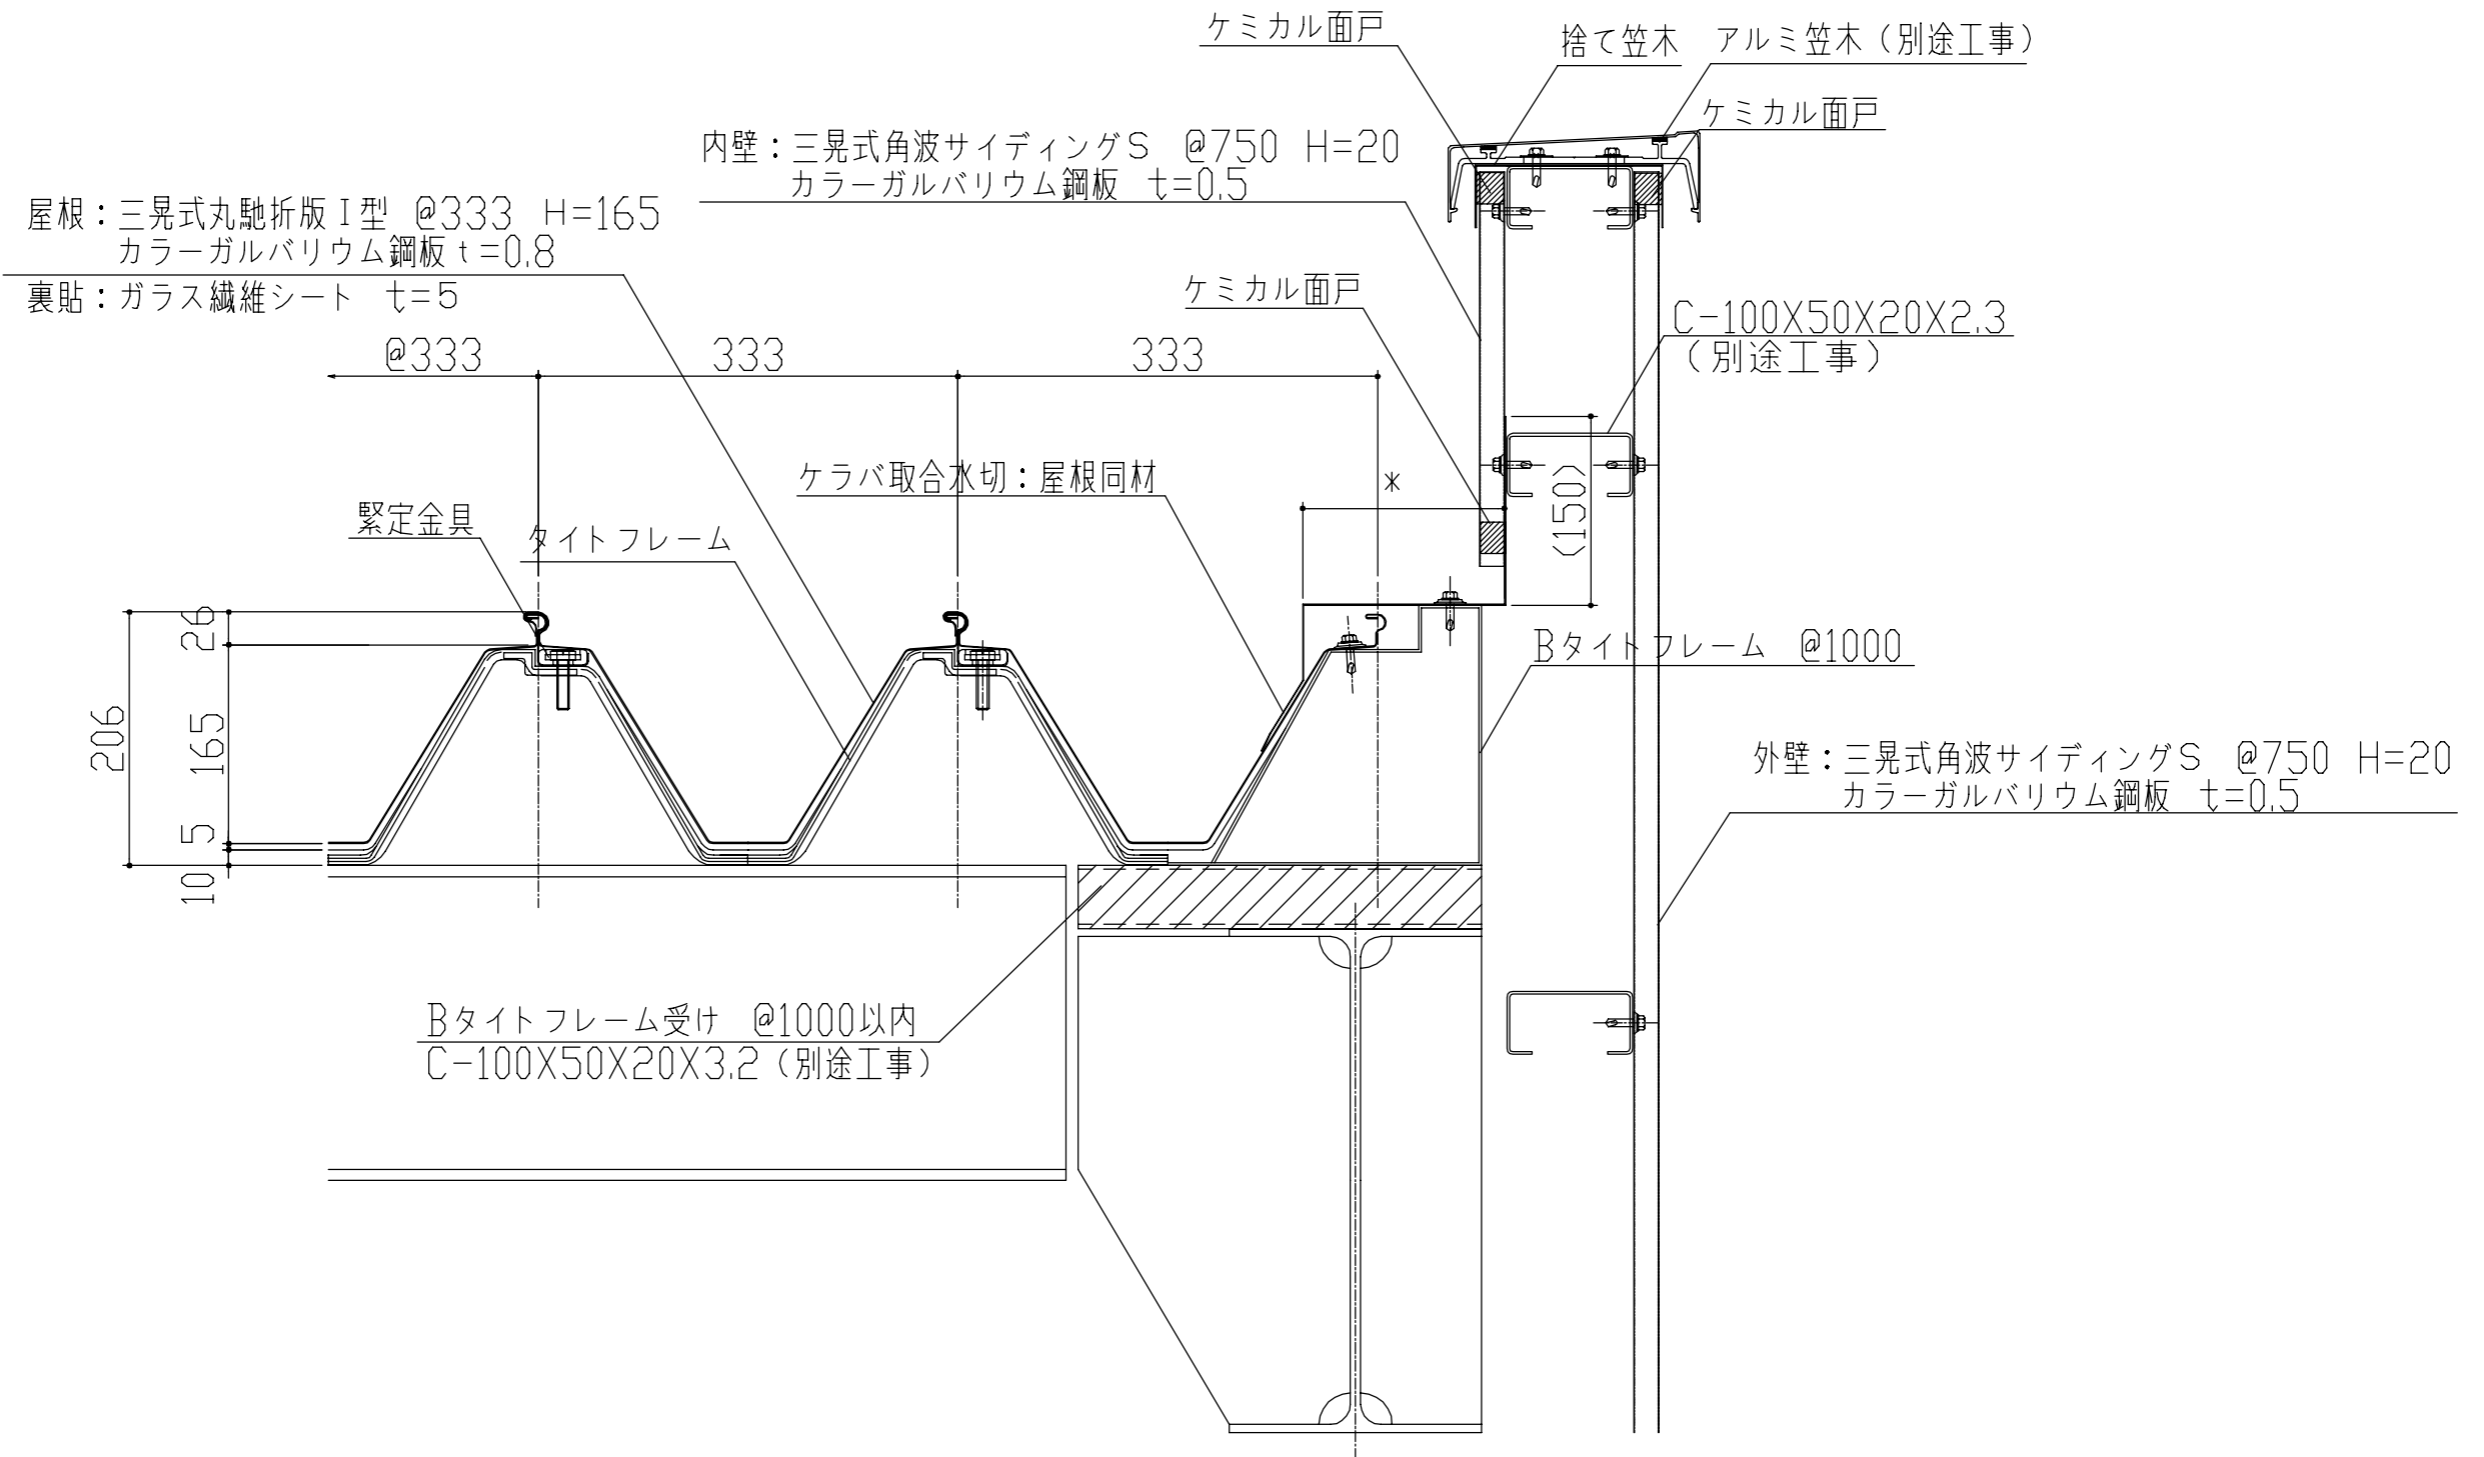 ケミカル面戸
捨て笠木
アルミ笠木（別途工事）
ケミカル面戸
内壁：三晃式角波サイディングＳ @750 H=20
カラーガルバリウム鋼板 t=0.5
屋根：三晃式丸馳折版Ⅰ型 @333 H=165
カラーガルバリウム鋼板ｔ=0.8
裏貼：ガラス繊維シート t=5
ケミカル面戸
C-100X50X20X2.3
（別途工事）
@333
333
333
ケラバ取合水切：屋根同材
*
(150)
緊定金具
タイトフレーム
26
206
165
5
10
Bタイトフレーム @1000
外壁：三晃式角波サイディングＳ @750 H=20
カラーガルバリウム鋼板 t=0.5
Bタイトフレーム受け @1000以内
C-100X50X20X3.2（別途工事）